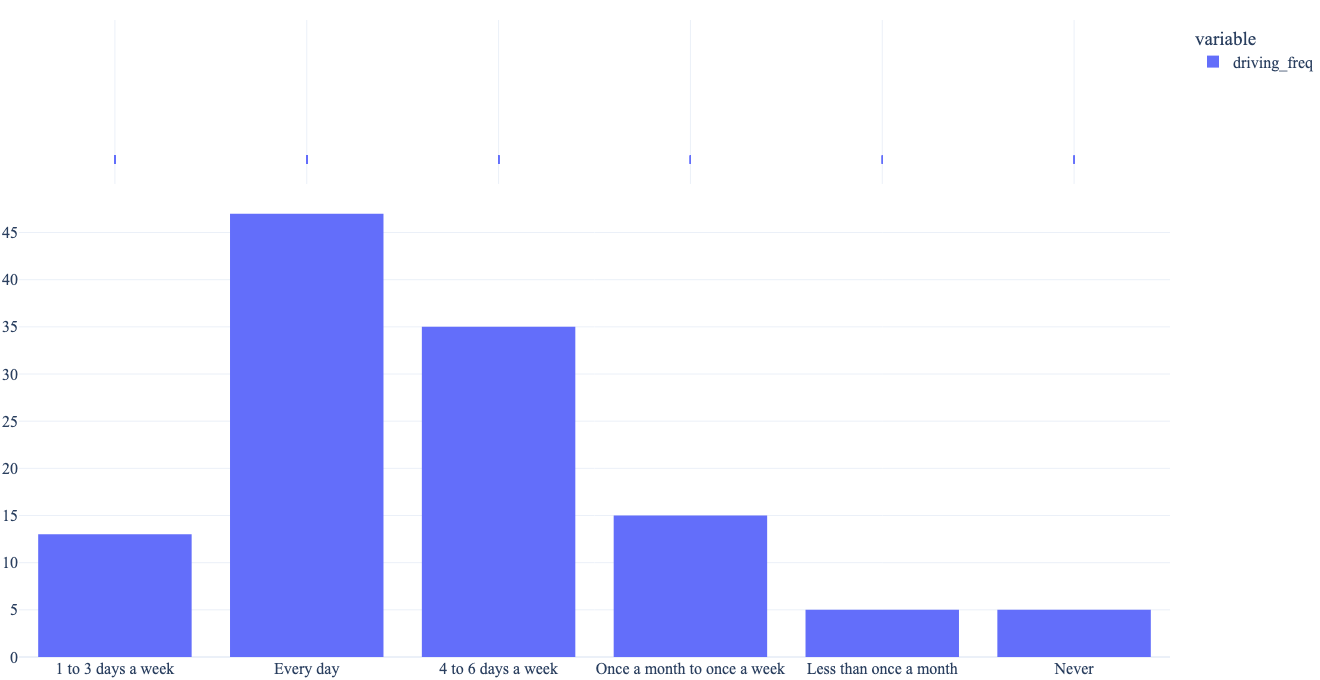 variable
driving_freq
45
40
35
30
25
20
15
10
5
0
1 to 3 days a week
Every day
4 to 6 days a week
Once a month to once a week
Less than once a month
Never